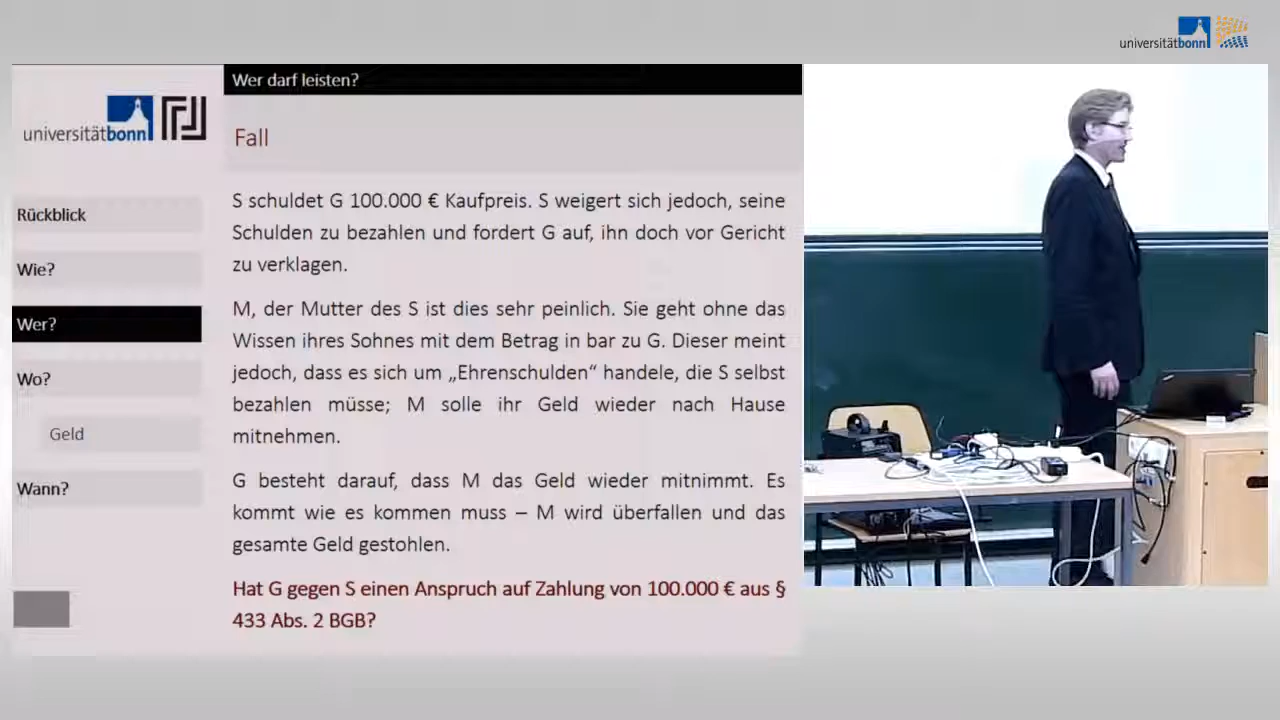 universitätbonn
Wer darf leisten?
universitätbonn
Fall
Rückblick
Wie?
Wer?
Wo?
Geld
Wann?
S schuldet G 100.000 € Kaufpreis. S weigert sich jedoch, seine
Schulden zu bezahlen und fordert G auf, ihn doch vor Gericht
zu verklagen.
M, der Mutter des S ist dies sehr peinlich. Sie geht ohne das
Wissen ihres Sohnes mit dem Betrag in bar zu G. Dieser meint
jedoch, dass es sich um „Ehrenschulden“ handele, die S selbst
bezahlen müsse; M solle ihr Geld wieder nach Hause
mitnehmen.
G besteht darauf, dass M das Geld wieder mitnimmt. Es
kommt wie es kommen muss – M wird überfallen und das
gesamte Geld gestohlen.
Hat G gegen S einen Anspruch auf Zahlung von 100.000 € aus §
433 Abs. 2 BGB?